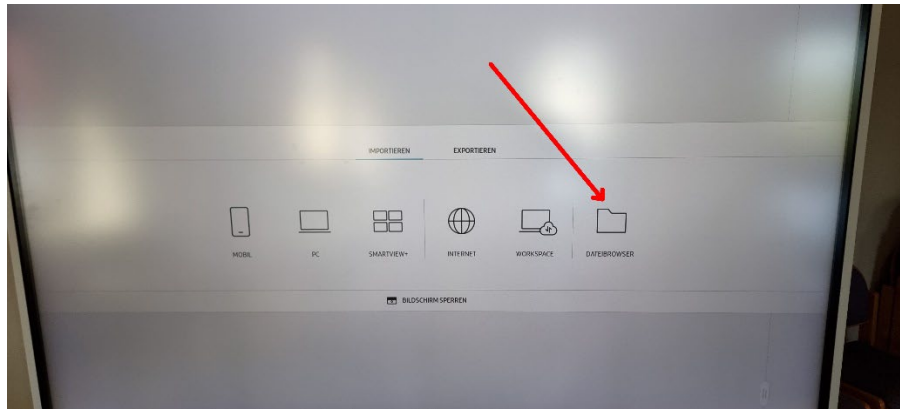 IMPORTIEREN EXPORTIEREN
MOBIL PC SMARTVIEW+ INTERNET WORKSPACE DATEIBROWSER
BILDSCHIRM SPERREN